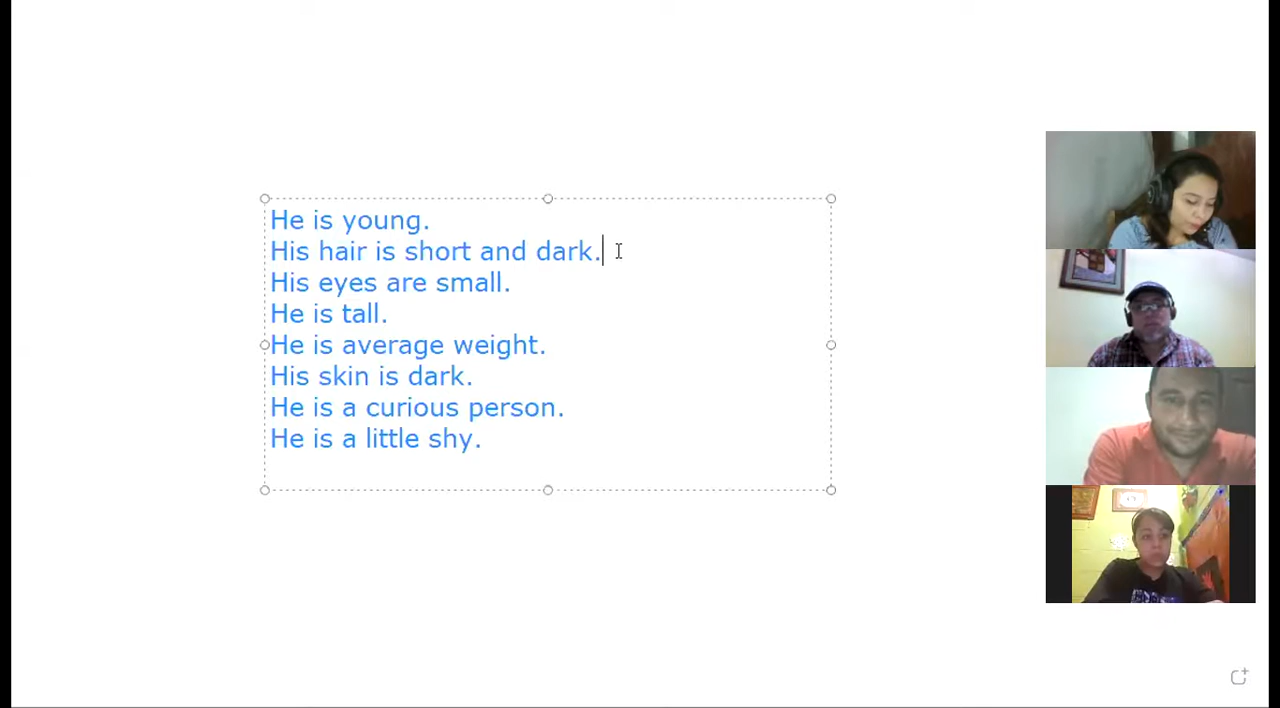 He is young.
His hair is short and dark.
His eyes are small.
He is tall.
He is average weight.
His skin is dark.
He is a curious person.
He is a little shy.